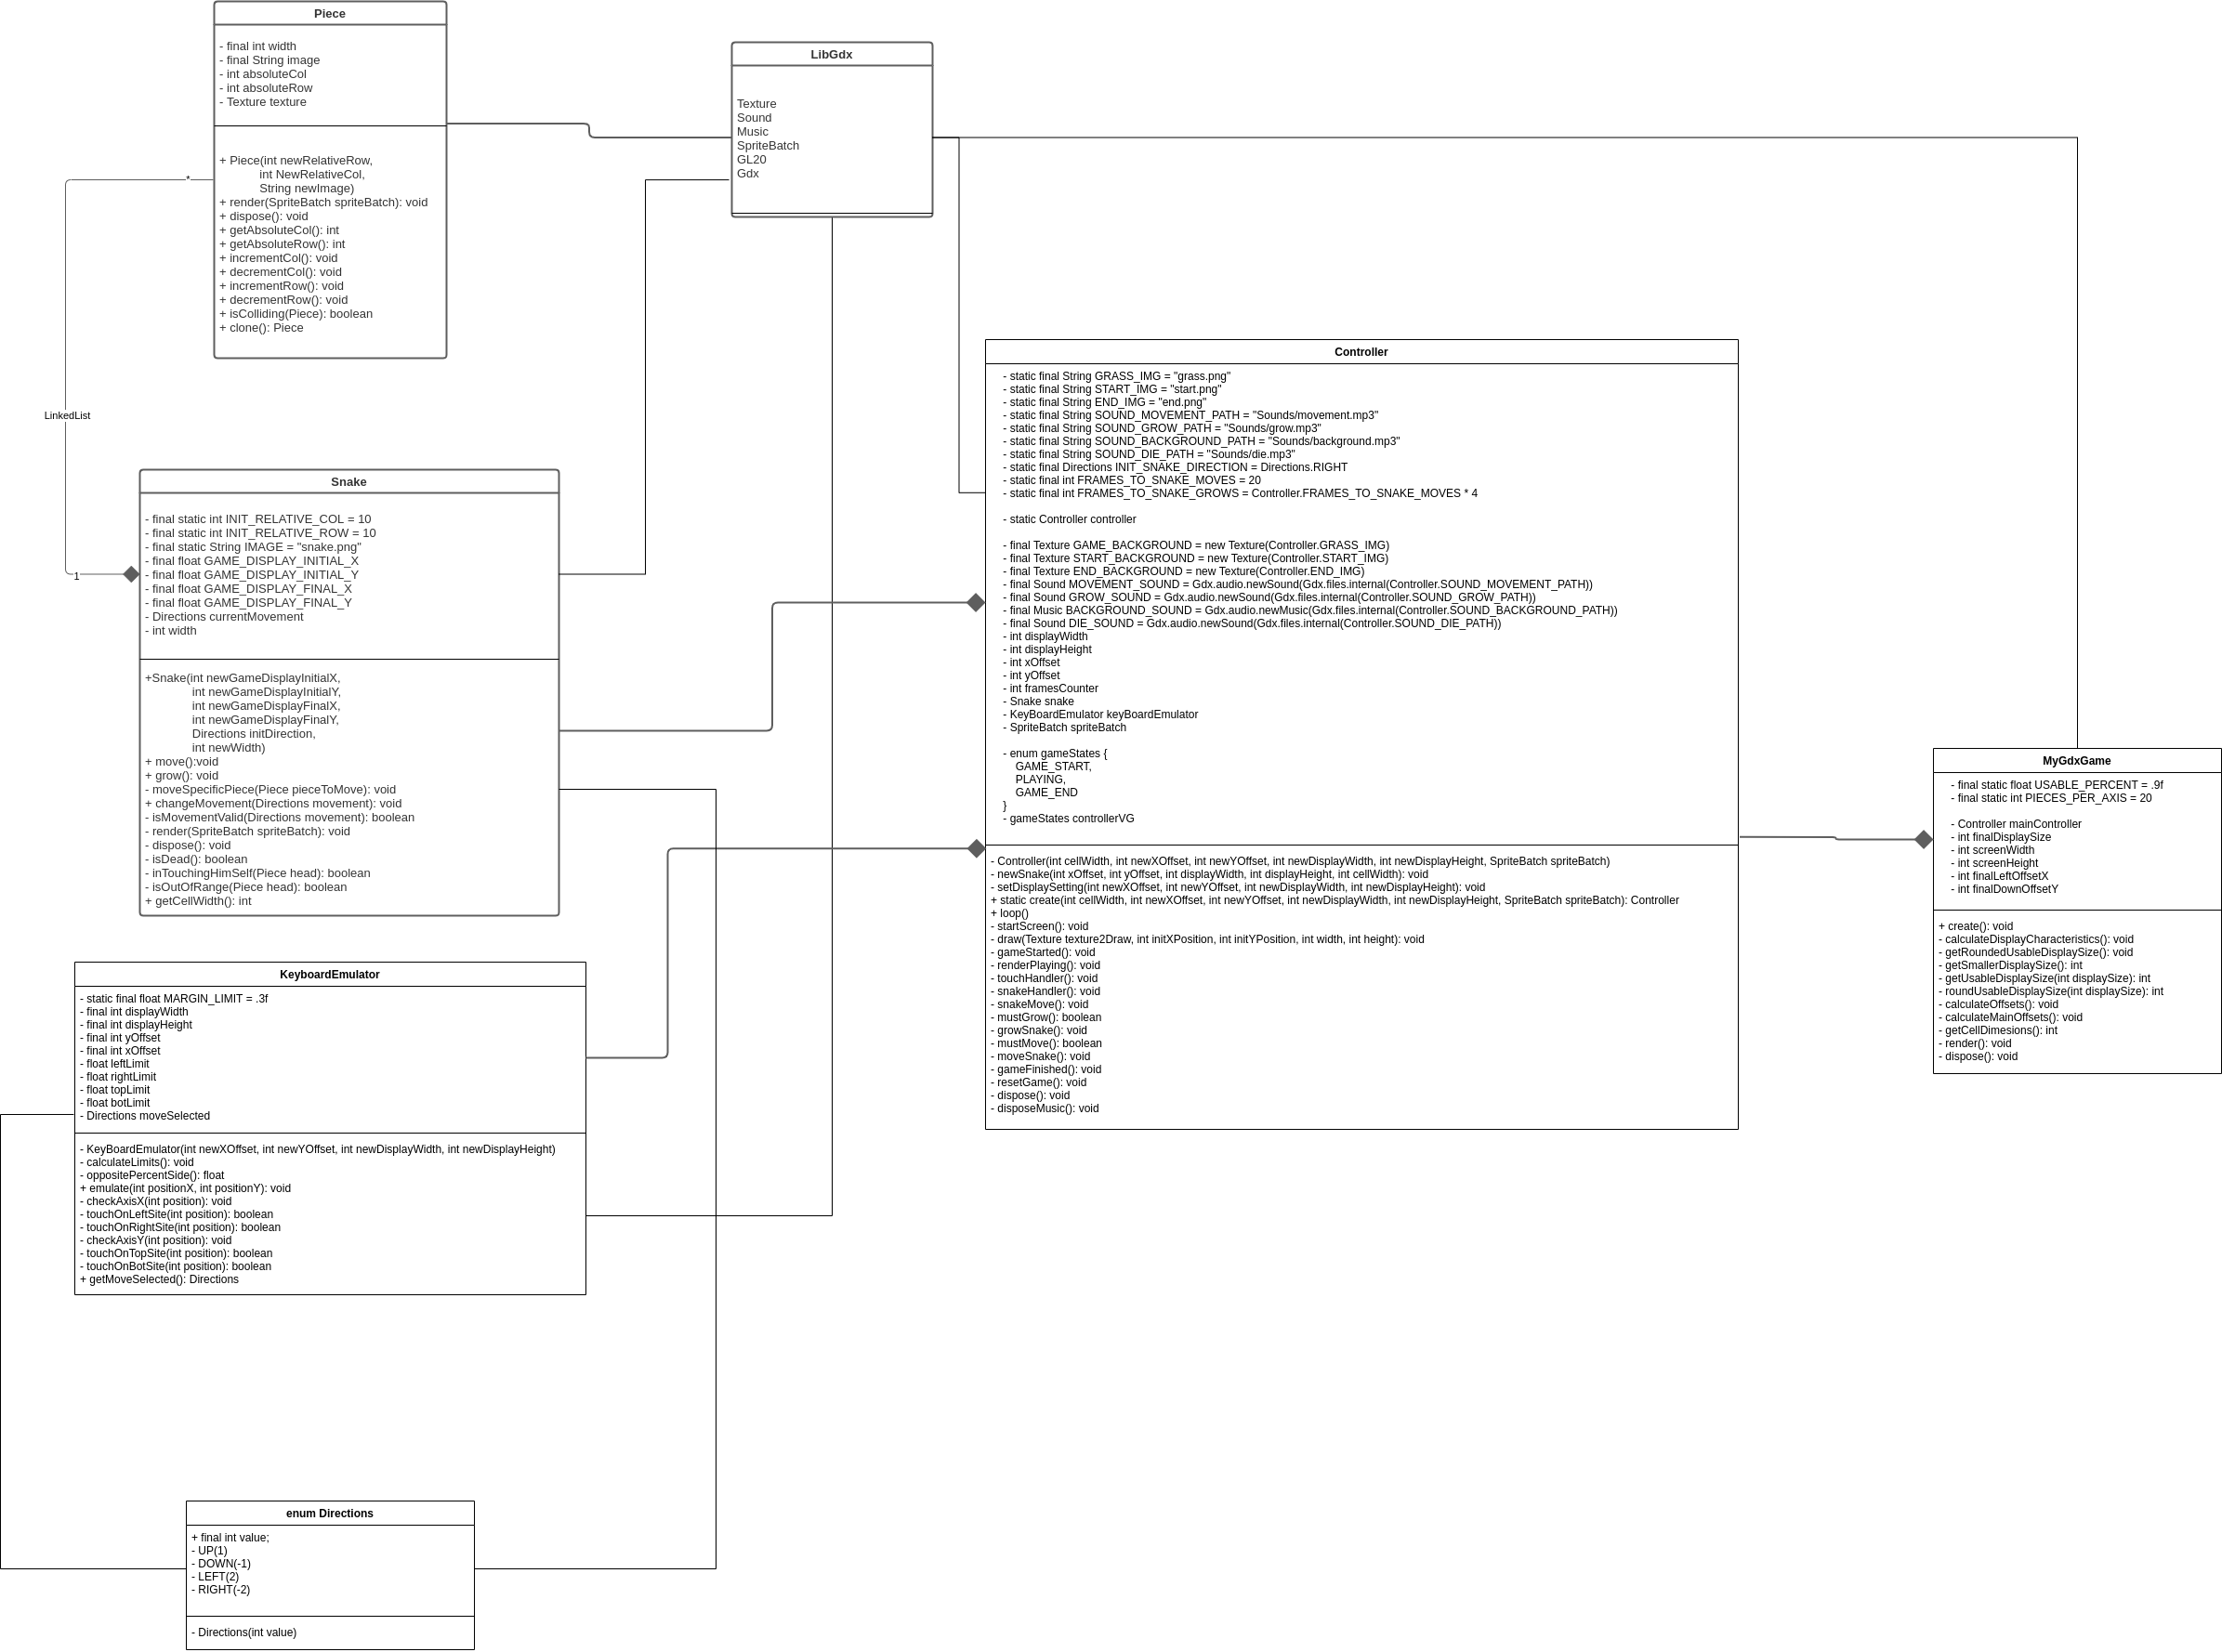 Piece
- final int width
- final String image
- int absoluteCol
- int absoluteRow
- Texture texture
+ Piece(int newRelativeRow,
int NewRelativeCol,
String newImage)
+ render(SpriteBatch spriteBatch): void
+ dispose(): void
+ getAbsoluteCol(): int
+ getAbsoluteRow(): int
+ incrementCol(): void
+ decrementCol(): void
+ incrementRow(): void
+ decrementRow(): void
+ isColliding(Piece): boolean
+ clone(): Piece
LibGdx
Texture
Sound
Music
SpriteBatch
GL20
Gdx
*
LinkedList
1
Snake
- final static int INIT_RELATIVE_COL = 10
- final static int INIT_RELATIVE_ROW = 10
- final static String IMAGE = "snake.png"
- final float GAME_DISPLAY_INITIAL_X
- final float GAME_DISPLAY_INITIAL_Y
- final float GAME_DISPLAY_FINAL_X
- final float GAME_DISPLAY_FINAL_Y
- Directions currentMovement
- int width
+Snake(int newGameDisplayInitialX,
int newGameDisplayInitialY,
int newGameDisplayFinalX,
int newGameDisplayFinalY,
Directions initDirection,
int newWidth)
+ move():void
+ grow(): void
- moveSpecificPiece(Piece pieceToMove): void
+ changeMovement(Directions movement): void
- isMovementValid(Directions movement): boolean
- render(SpriteBatch spriteBatch): void
- dispose(): void
- isDead(): boolean
- inTouchingHimSelf(Piece head): boolean
- isOutOfRange(Piece head): boolean
+ getCellWidth(): int
Controller
- static final String GRASS_IMG = "grass.png"
- static final String START_IMG = "start.png"
- static final String END_IMG = "end.png"
- static final String SOUND_MOVEMENT_PATH = "Sounds/movement.mp3"
- static final String SOUND_GROW_PATH = "Sounds/grow.mp3"
- static final String SOUND_BACKGROUND_PATH = "Sounds/background.mp3"
- static final String SOUND_DIE_PATH = "Sounds/die.mp3"
- static final Directions INIT_SNAKE_DIRECTION = Directions.RIGHT
- static final int FRAMES_TO_SNAKE_MOVES = 20
- static final int FRAMES_TO_SNAKE_GROWS = Controller.FRAMES_TO_SNAKE_MOVES * 4
- static Controller controller
- final Texture GAME_BACKGROUND = new Texture(Controller.GRASS_IMG)
- final Texture START_BACKGROUND = new Texture(Controller.START_IMG)
- final Texture END_BACKGROUND = new Texture(Controller.END_IMG)
- final Sound MOVEMENT_SOUND = Gdx.audio.newSound(Gdx.files.internal(Controller.SOUND_MOVEMENT_PATH))
- final Sound GROW_SOUND = Gdx.audio.newSound(Gdx.files.internal(Controller.SOUND_GROW_PATH))
- final Music BACKGROUND_SOUND = Gdx.audio.newMusic(Gdx.files.internal(Controller.SOUND_BACKGROUND_PATH))
- final Sound DIE_SOUND = Gdx.audio.newSound(Gdx.files.internal(Controller.SOUND_DIE_PATH))
- int displayWidth
- int displayHeight
- int xOffset
- int yOffset
- int framesCounter
- Snake snake
- KeyBoardEmulator keyBoardEmulator
- SpriteBatch spriteBatch
- enum gameStates {
GAME_START,
PLAYING,
GAME_END
}
- gameStates controllerVG
- Controller(int cellWidth, int newXOffset, int newYOffset, int newDisplayWidth, int newDisplayHeight, SpriteBatch spriteBatch)
- newSnake(int xOffset, int yOffset, int displayWidth, int displayHeight, int cellWidth): void
- setDisplaySetting(int newXOffset, int newYOffset, int newDisplayWidth, int newDisplayHeight): void
+ static create(int cellWidth, int newXOffset, int newYOffset, int newDisplayWidth, int newDisplayHeight, SpriteBatch spriteBatch): Controller
+ loop()
- startScreen(): void
- draw(Texture texture2Draw, int initXPosition, int initYPosition, int width, int height): void
- gameStarted(): void
- renderPlaying(): void
- touchHandler(): void
- snakeHandler(): void
- snakeMove(): void
- mustGrow(): boolean
- growSnake(): void
- mustMove(): boolean
- moveSnake(): void
- gameFinished(): void
- resetGame(): void
- dispose(): void
- disposeMusic(): void
MyGdxGame
- final static float USABLE_PERCENT = .9f
- final static int PIECES_PER_AXIS = 20
- Controller mainController
- int finalDisplaySize
- int screenWidth
- int screenHeight
- int finalLeftOffsetX
- int finalDownOffsetY
+ create(): void
- calculateDisplayCharacteristics(): void
- getRoundedUsableDisplaySize(): void
- getSmallerDisplaySize(): int
- getUsableDisplaySize(int displaySize): int
- roundUsableDisplaySize(int displaySize): int
- calculateOffsets(): void
- calculateMainOffsets(): void
- getCellDimesions(): int
- render(): void
- dispose(): void
KeyboardEmulator
- static final float MARGIN_LIMIT = .3f
- final int displayWidth
- final int displayHeight
- final int yOffset
- final int xOffset
- float leftLimit
- float rightLimit
- float topLimit
- float botLimit
- Directions moveSelected
- KeyBoardEmulator(int newXOffset, int newYOffset, int newDisplayWidth, int newDisplayHeight)
- calculateLimits(): void
- oppositePercentSide(): float
+ emulate(int positionX, int positionY): void
- checkAxisX(int position): void
- touchOnLeftSite(int position): boolean
- touchOnRightSite(int position): boolean
- checkAxisY(int position): void
- touchOnTopSite(int position): boolean
- touchOnBotSite(int position): boolean
+ getMoveSelected(): Directions
enum Directions
+ final int value;
- UP(1)
- DOWN(-1)
- LEFT(2)
- RIGHT(-2)
- Directions(int value)